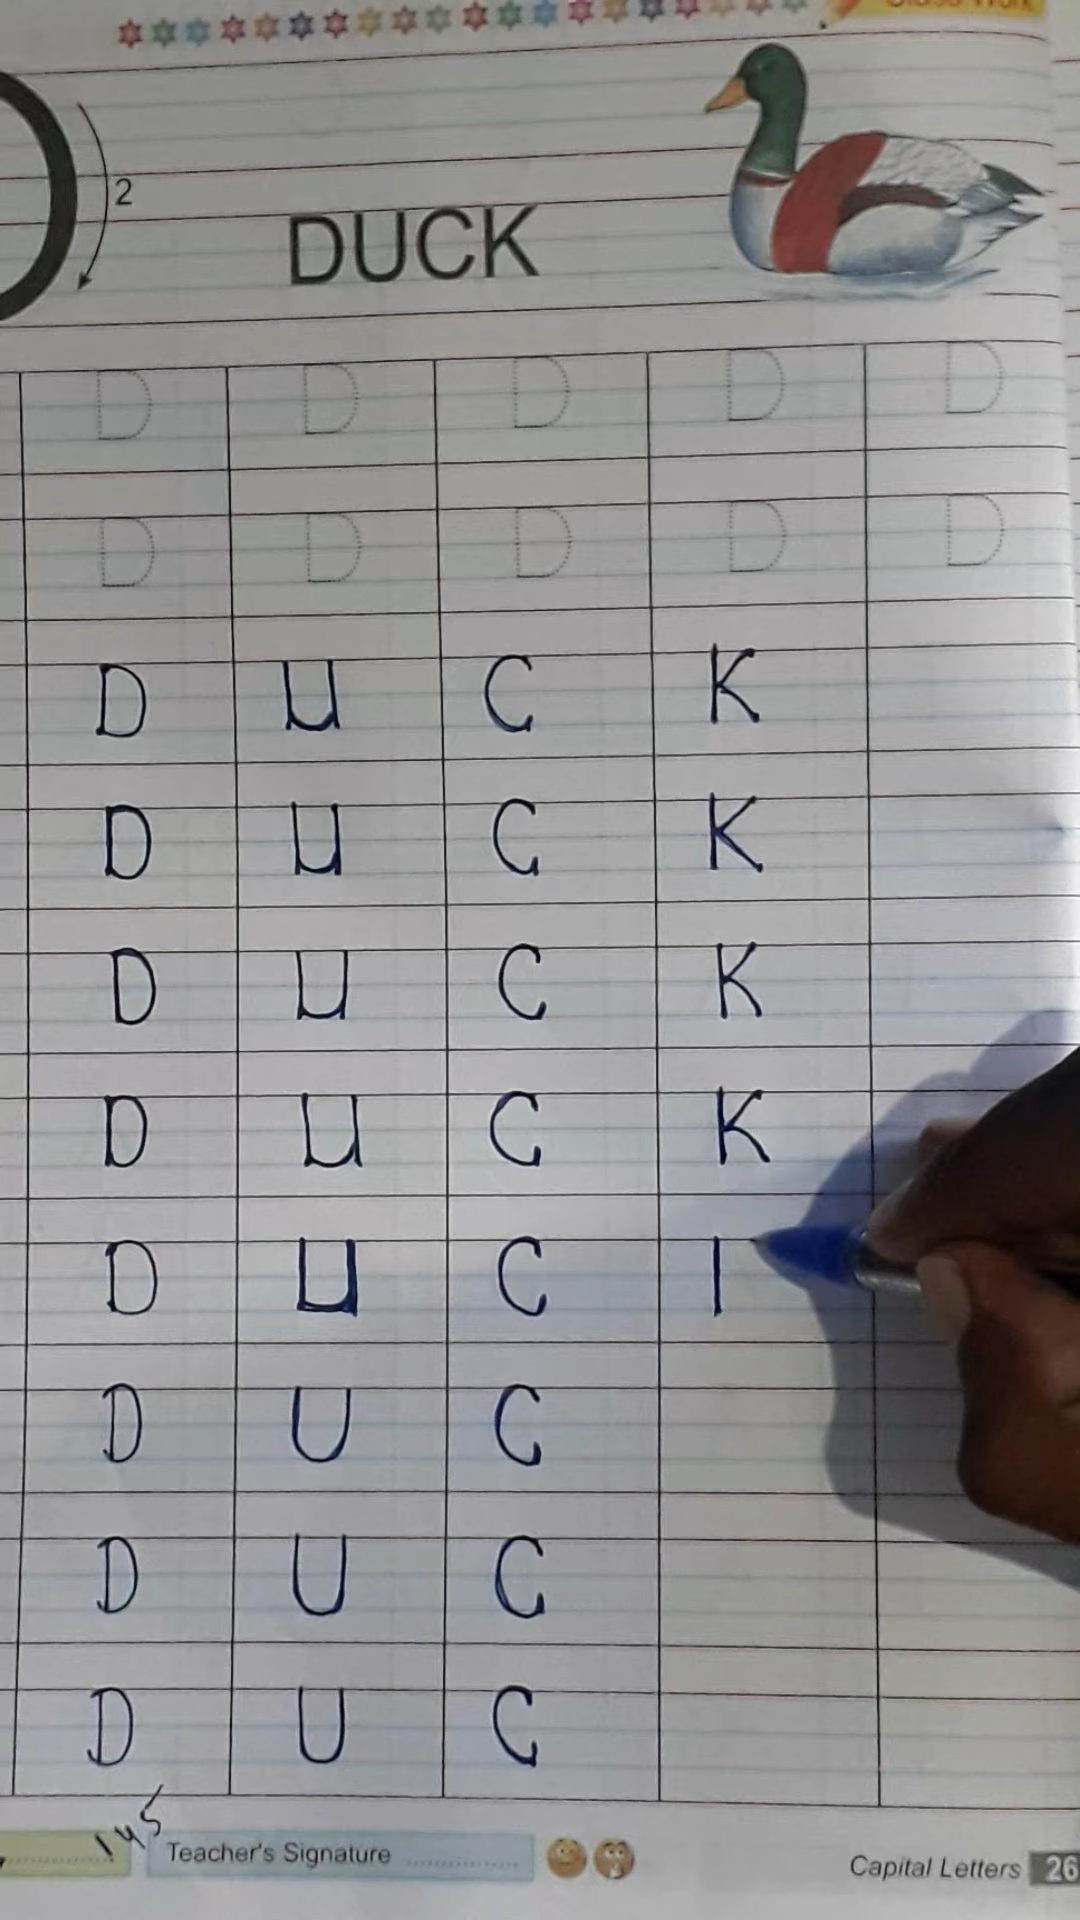 2
DUCK
D D D D D
D D D D D
D U C K
D U C K
D U C K
D U C K
D U C I
D U C
D U C
D U C
145
Teacher's Signature
Capital Letters 26